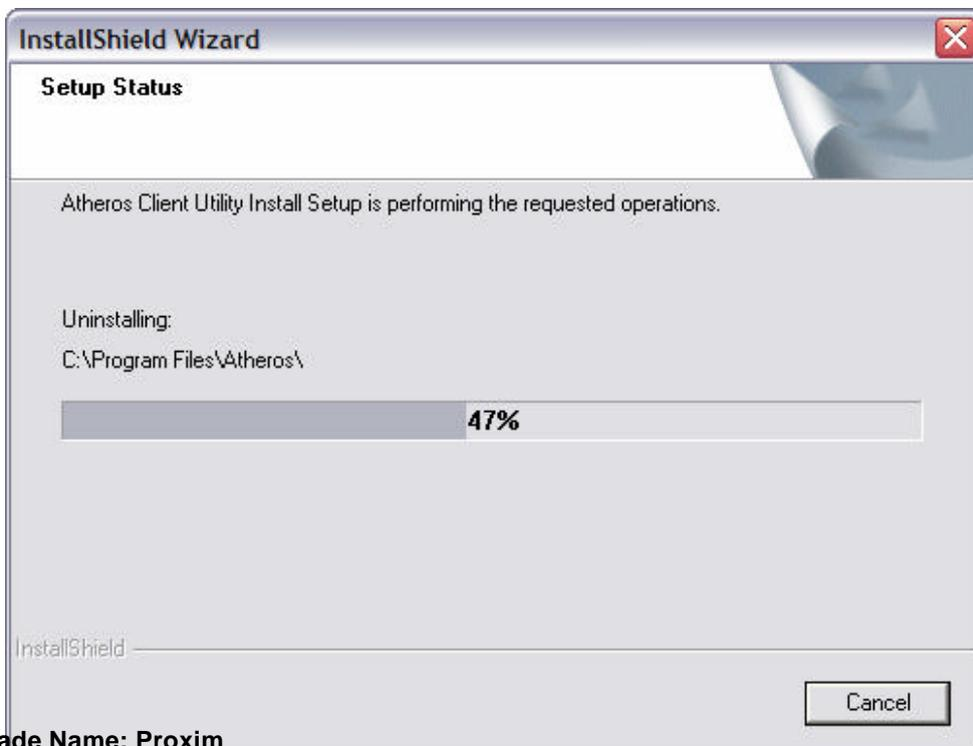 InstallShield Wizard
Setup Status
Atheros Client Utility Install Setup is performing the requested operations.
Uninstalling:
C:\Program Files\Atheros\
47%
InstallShield
Cancel
Name: Proxim